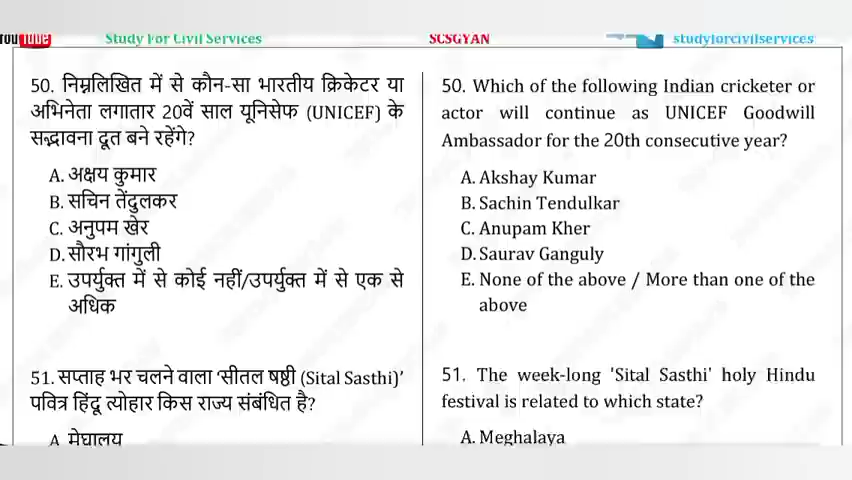 YouTube
Study For Civil Services
SCSGYAN
studyforcivilservices
50. निम्नलिखित में से कौन-सा भारतीय क्रिकेटर या
अभिनेता लगातार 20वें साल यूनिसेफ (UNICEF) के
सद्भावना दूत बने रहेंगे?
A. अक्षय कुमार
B. सचिन तेंदुलकर
C. अनुपम खेर
D. सौरभ गांगुली
E. उपर्युक्त में से कोई नहीं/उपर्युक्त में से एक से
अधिक
51. सप्ताह भर चलने वाला ‘सीतल षष्ठी (Sital Sasthi)’
पवित्र हिंदू त्योहार किस राज्य संबंधित है?
A मेघालय
50. Which of the following Indian cricketer or
actor will continue as UNICEF Goodwill
Ambassador for the 20th consecutive year?
A. Akshay Kumar
B. Sachin Tendulkar
C. Anupam Kher
D. Saurav Ganguly
E. None of the above / More than one of the
above
51. The week-long 'Sital Sasthi' holy Hindu
festival is related to which state?
A. Meghalaya